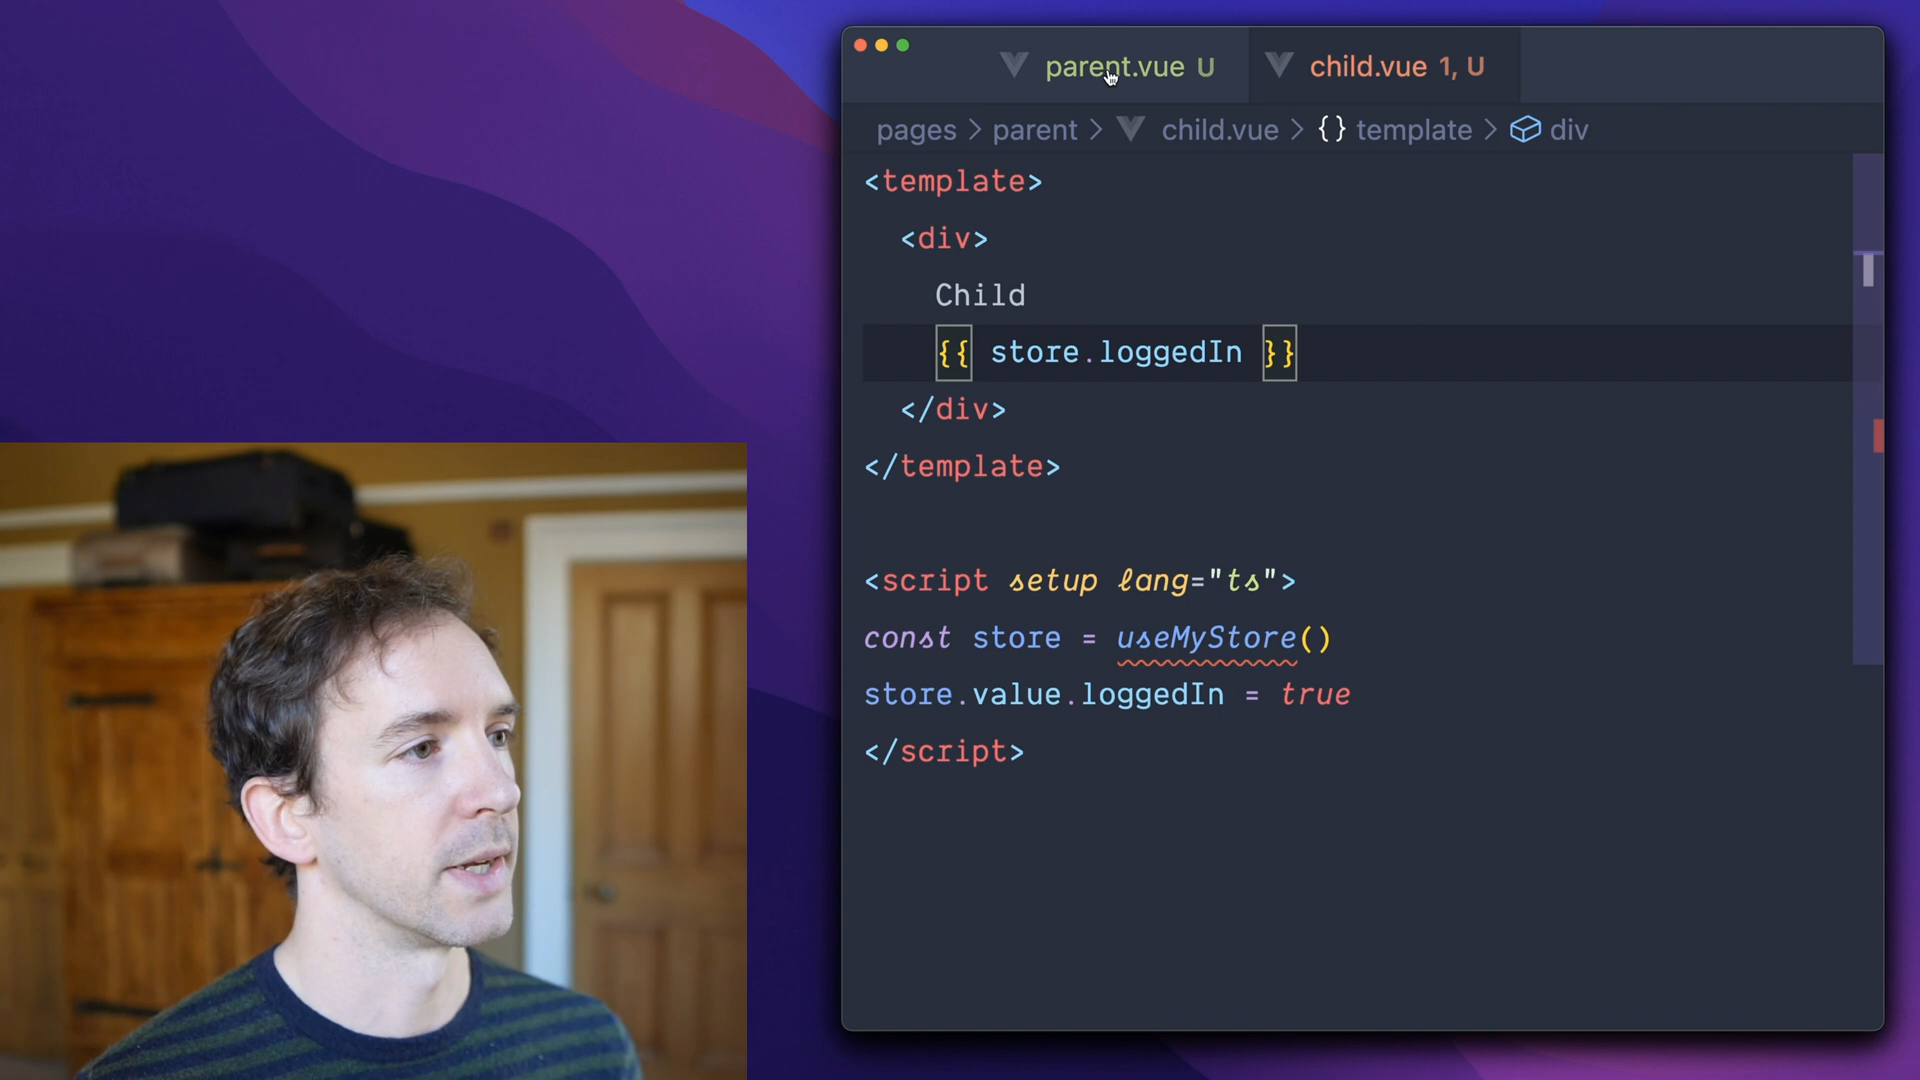 parent.vue U
child.vue 1, U
pages > parent > child.vue > {} template > div
<template>
<div>
Child
{{ store.loggedIn }}
</div>
</template>
<script setup lang="ts">
const store = useMyStore()
store.value.loggedIn = true
</script>